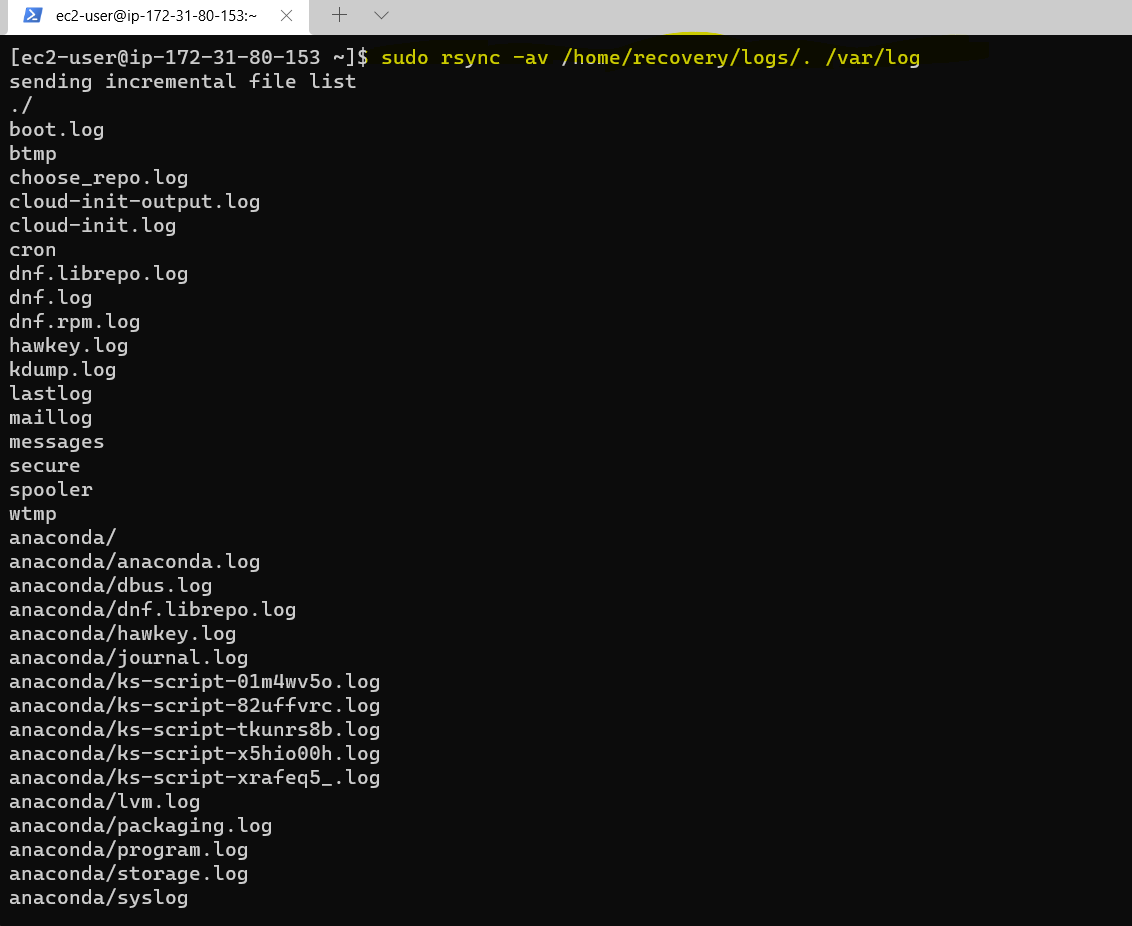 ec2-user@ip-172-31-80-153:~
[ec2-user@ip-172-31-80-153 ~]$ sudo rsync -av /home/recovery/logs/. /var/log
sending incremental file list
./
boot.log
btmp
choose_repo.log
cloud-init-output.log
cloud-init.log
cron
dnf.librepo.log
dnf.log
dnf.rpm.log
hawkey.log
kdump.log
lastlog
maillog
messages
secure
spooler
wtmp
anaconda/
anaconda/anaconda.log
anaconda/dbus.log
anaconda/dnf.librepo.log
anaconda/hawkey.log
anaconda/journal.log
anaconda/ks-script-01m4wv5o.log
anaconda/ks-script-82uffvrc.log
anaconda/ks-script-tkunrs8b.log
anaconda/ks-script-x5hio00h.log
anaconda/ks-script-xrafeq5_.log
anaconda/lvm.log
anaconda/packaging.log
anaconda/program.log
anaconda/storage.log
anaconda/syslog